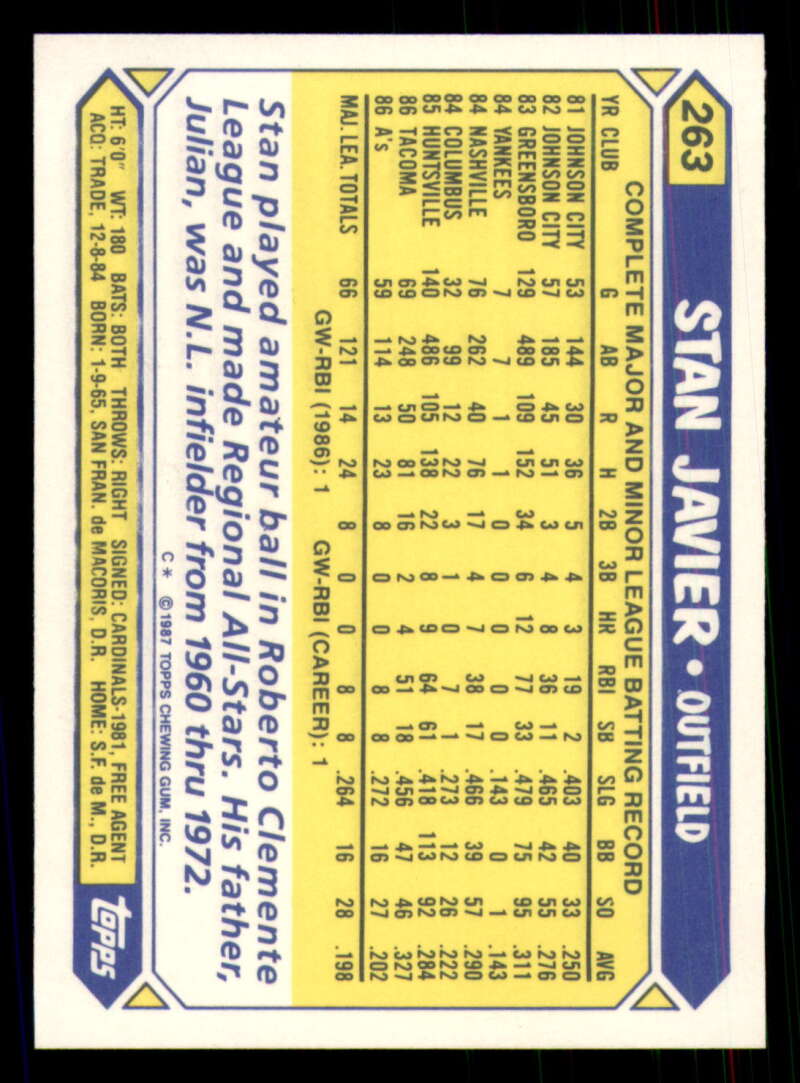 263 STAN JAVIER • OUTFIELD
COMPLETE MAJOR AND MINOR LEAGUE BATTING RECORD
YR CLUB G AB R H 2B 3B HR RBI SB SLG BB SO AVG
81 JOHNSON CITY 53 144 30 36 5 4 3 19 2 .403 40 33 .250
82 JOHNSON CITY 57 185 45 51 3 4 8 36 11 .465 42 55 .276
83 GREENSBORO 129 489 109 152 34 6 12 77 33 .479 75 95 .311
84 YANKEES 7 7 1 1 0 0 0 0 0 .143 0 1 .143
84 NASHVILLE 76 262 40 76 17 4 7 38 17 .466 39 57 .290
84 COLUMBUS 32 99 12 22 3 1 0 7 1 .273 12 26 .222
85 HUNTSVILLE 140 486 105 138 22 8 9 64 61 .418 113 92 .284
86 TACOMA 69 248 50 81 16 2 4 51 18 .456 47 46 .327
86 A's 59 114 13 23 8 0 0 8 8 .272 16 27 .202
MAJ. LEA. TOTALS 66 121 14 24 8 0 0 8 8 .264 16 28 .198
GW-RBI (1986): 1 GW-RBI (CAREER): 1
Stan played amateur ball in Roberto Clemente
League and made Regional All-Stars. His father,
Julian, was N.L. infielder from 1960 thru 1972.
C* ©1987 TOPPS CHEWING GUM, INC.
HT: 6'0" WT: 180 BATS: BOTH THROWS: RIGHT SIGNED: CARDINALS-1981, FREE AGENT
ACQ: TRADE, 12-8-84 BORN: 1-9-65, SAN FRAN. de MACORIS, D.R. HOME: S.F. de M., D.R.
TOPPS